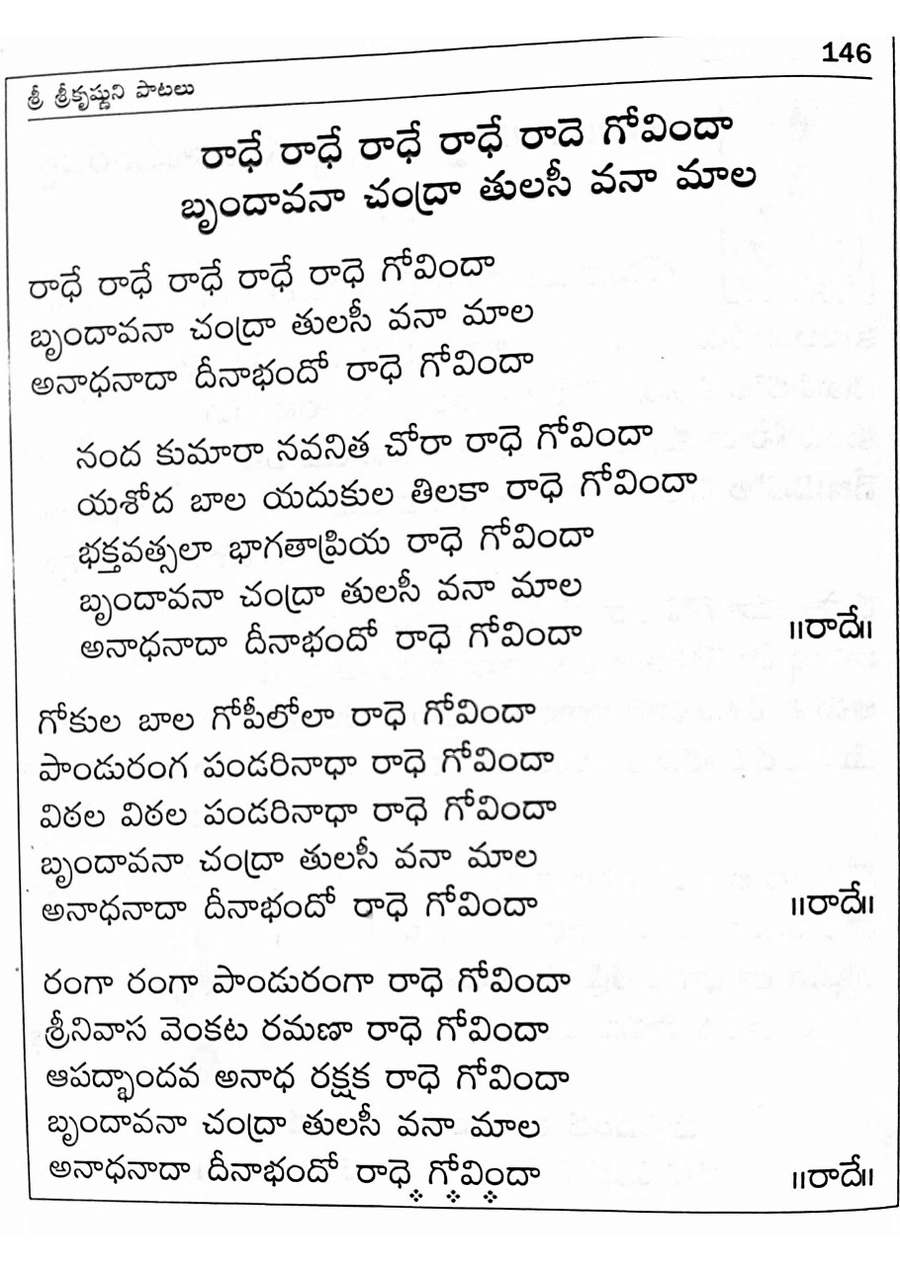 146
శ్రీ శ్రీకృష్ణుని పాటలు
రాధే రాధే రాధే రాధే రాదె గోవిందా
బృందావనా చంద్రా తులసీ వనా మాల
రాధే రాధే రాధే రాధే రాధె గోవిందా
బృందావనా చంద్రా తులసీ వనా మాల
అనాధనాదా దీనాభందో రాధె గోవిందా
నంద కుమారా నవనిత చోరా రాధె గోవిందా
యశోద బాల యదుకుల తిలకా రాధె గోవిందా
భక్తవత్సలా భాగతాప్రియ రాధె గోవిందా
బృందావనా చంద్రా తులసీ వనా మాల
అనాధనాదా దీనాభందో రాధె గోవిందా ॥రాదే॥
గోకుల బాల గోపీలోలా రాధె గోవిందా
పాండురంగ పండరినాధా రాధె గోవిందా
విఠల విఠల పండరినాధా రాధె గోవిందా
బృందావనా చంద్రా తులసీ వనా మాల
అనాధనాదా దీనాభందో రాధె గోవిందా ॥రాదే॥
రంగా రంగా పాండురంగా రాధె గోవిందా
శ్రీనివాస వెంకట రమణా రాధె గోవిందా
ఆపద్భాందవ అనాధ రక్షక రాధె గోవిందా
బృందావనా చంద్రా తులసీ వనా మాల
అనాధనాదా దీనాభందో రాధె గోవిందా ॥రాదే॥